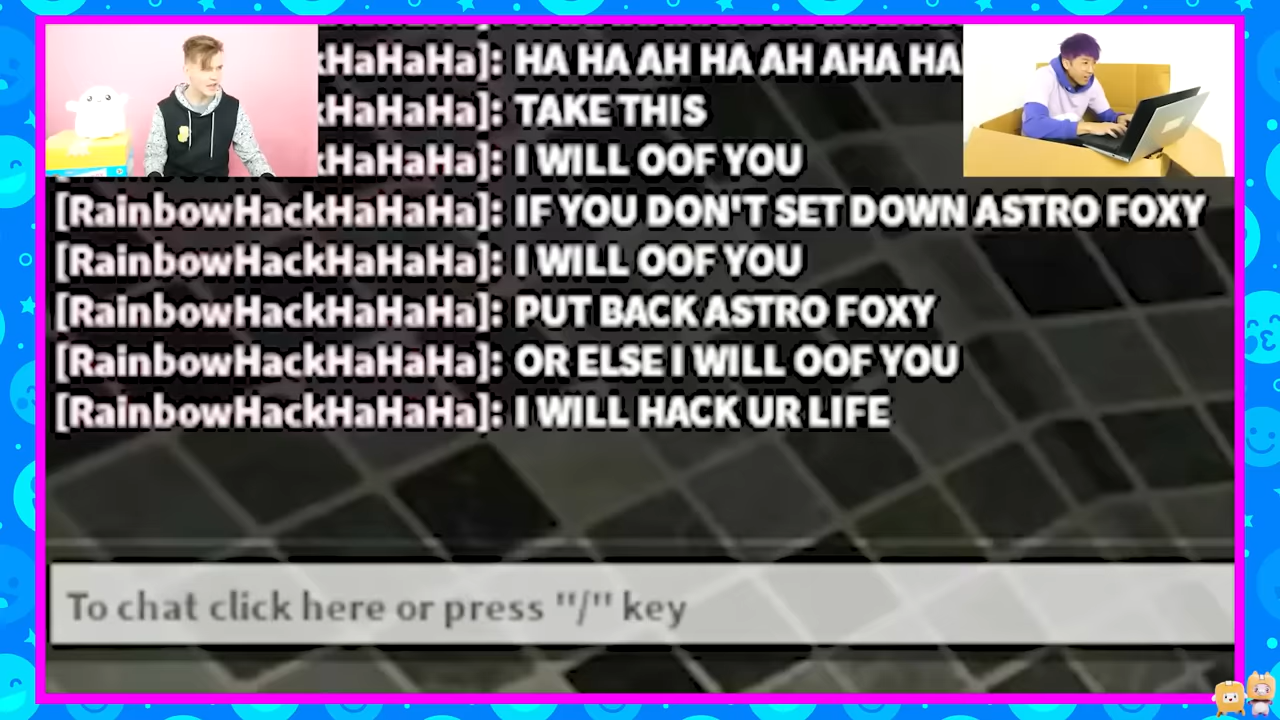 kHaHaHa]: HA HA AH HA AH AHA HA
kHaHaHa]: TAKE THIS
kHaHaHa]: I WILL OOF YOU
[RainbowHackHaHaHa]: IF YOU DON'T SET DOWN ASTRO FOXY
[RainbowHackHaHaHa]: I WILL OOF YOU
[RainbowHackHaHaHa]: PUT BACK ASTRO FOXY
[RainbowHackHaHaHa]: OR ELSE I WILL OOF YOU
[RainbowHackHaHaHa]: I WILL HACK UR LIFE
To chat click here or press "/" key